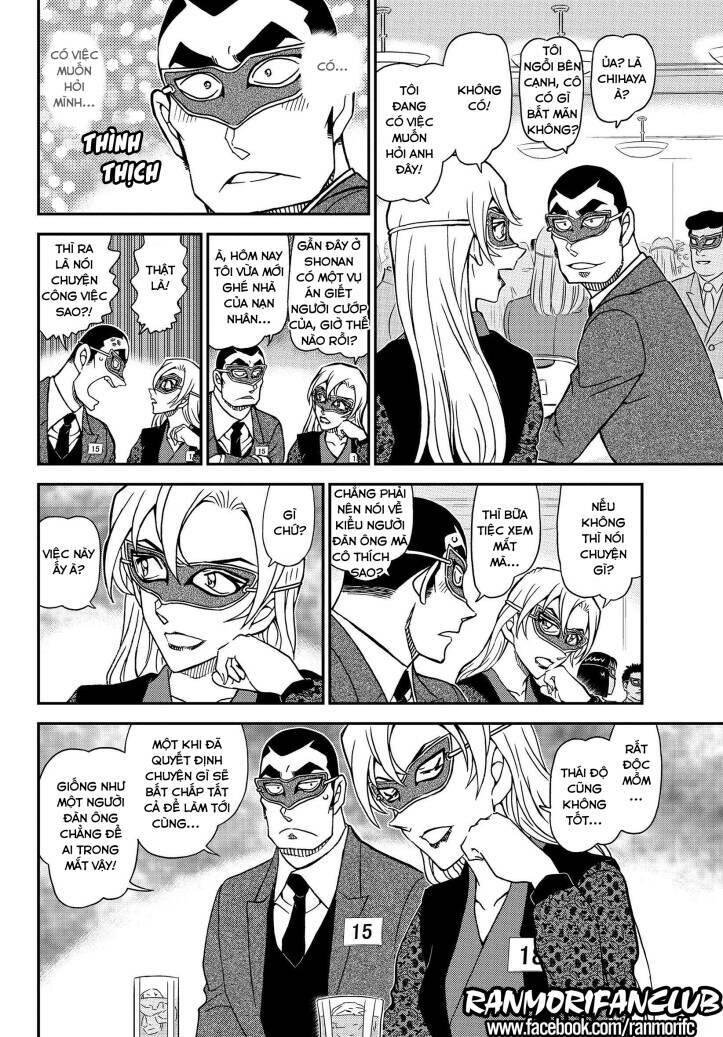 ỦA? LÀ
CHIHAYA
À?
TÔI
NGỒI BÊN
CẠNH, CÔ
CÓ GÌ
BẤT MÃN
KHÔNG?
KHÔNG
CÓ!
TÔI
ĐANG
CÓ VIỆC
MUỐN
HỎI ANH
ĐÂY!
CÓ...
CÓ VIỆC
MUỐN
HỎI
MÌNH...
THÌNH
THỊCH
GẦN ĐÂY Ở
SHONAN
CÓ MỘT VỤ
ÁN GIẾT
NGƯỜI CƯỚP
CỦA, GIỜ THẾ
NÀO RỒI?
À, HÔM NAY
TÔI VỪA MỚI
GHÉ NHÀ
CỦA NẠN
NHÂN...
15
1
THẬT
LÀ!
THÌ RA
LÀ NÓI
CHUYỆN
CÔNG VIỆC
SAO?!
15
1
NẾU
KHÔNG
THÌ NÓI
CHUYỆN
GÌ?
THÌ BỮA
TIỆC XEM
MẮT
MÀ...
CHẲNG PHẢI
NÊN NÓI VỀ
KIỂU NGƯỜI
ĐÀN ÔNG MÀ
CÔ THÍCH
SAO?
GÌ
CHỨ?
VIỆC NÀY
ẤY À?
RẤT
ĐỘC
MỒM...
THÁI ĐỘ
CŨNG
KHÔNG
TỐT...
MỘT KHI ĐÃ
QUYẾT ĐỊNH
CHUYỆN GÌ SẼ
BẤT CHẤP TẤT
CẢ ĐỂ LÀM TỚI
CÙNG...
GIỐNG NHƯ
MỘT NGƯỜI
ĐÀN ÔNG
CHẲNG ĐỂ
AI TRONG
MẮT VẬY!
15
18
RANMORIFANCLUB
www.facebook.com/ranmorifc